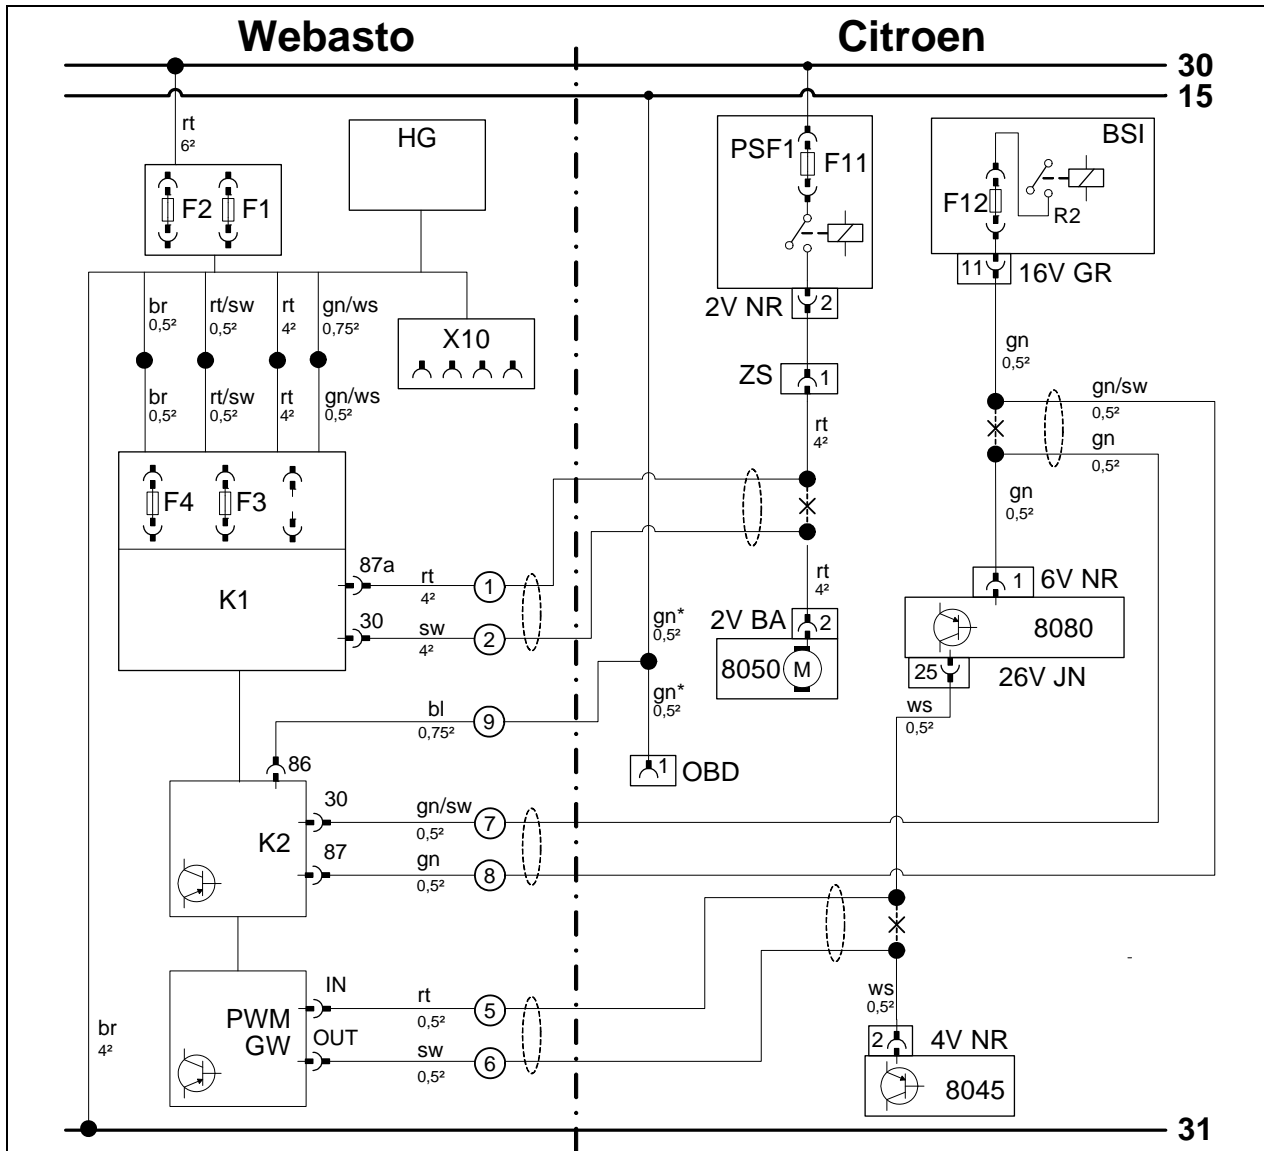 Webasto
Citroen
30
15
rt
6²
HG
PSF1
F11
BSI
F12
R2
F2
F1
11
16V GR
2V NR
2
br
0,5²
rt/sw
0,5²
rt
4²
gn/ws
0,75²
X10
ZS
1
gn
0,5²
gn/sw
0,5²
br
0,5²
rt/sw
0,5²
rt
4²
gn/ws
0,5²
rt
4²
gn
0,5²
F4
F3
gn
0,5²
K1
87a
rt
4²
1
rt
4²
1
6V NR
30
sw
4²
2
gn*
0,5²
2V BA
2
8080
8050
M
25
26V JN
bl
0,75²
9
gn*
0,5²
ws
0,5²
86
1
OBD
K2
30
gn/sw
0,5²
7
87
gn
0,5²
8
IN
rt
0,5²
5
ws
0,5²
PWM
GW
OUT
sw
0,5²
6
br
4²
2
4V NR
8045
31